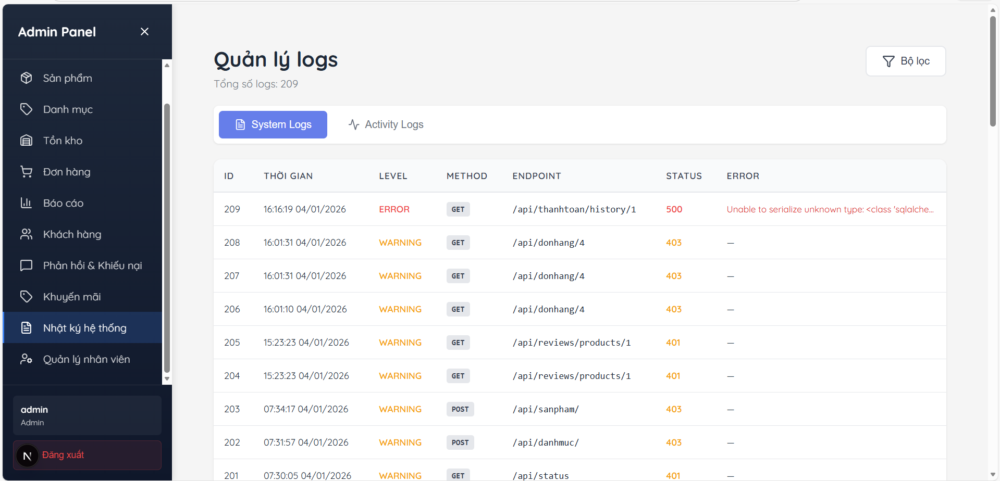 Admin Panel
Sản phẩm
Danh mục
Tồn kho
Đơn hàng
Báo cáo
Khách hàng
Phản hồi & Khiếu nại
Khuyến mãi
Nhật ký hệ thống
Quản lý nhân viên
admin
Admin
N Đăng xuất
Quản lý logs
Tổng số logs: 209
Bộ lọc
System Logs Activity Logs
ID THỜI GIAN LEVEL METHOD ENDPOINT STATUS ERROR
209 16:16:19 04/01/2026 ERROR GET /api/thanhtoan/history/1 500 Unable to serialize unknown type: <class 'sqlalche...
208 16:01:31 04/01/2026 WARNING GET /api/donhang/4 403 —
207 16:01:31 04/01/2026 WARNING GET /api/donhang/4 403 —
206 16:01:10 04/01/2026 WARNING GET /api/donhang/4 403 —
205 15:23:23 04/01/2026 WARNING GET /api/reviews/products/1 401 —
204 15:23:23 04/01/2026 WARNING GET /api/reviews/products/1 401 —
203 07:34:17 04/01/2026 WARNING POST /api/sanpham/ 403 —
202 07:31:57 04/01/2026 WARNING POST /api/danhmuc/ 403 —
201 07:30:05 04/01/2026 WARNING GET /api/status 401 —